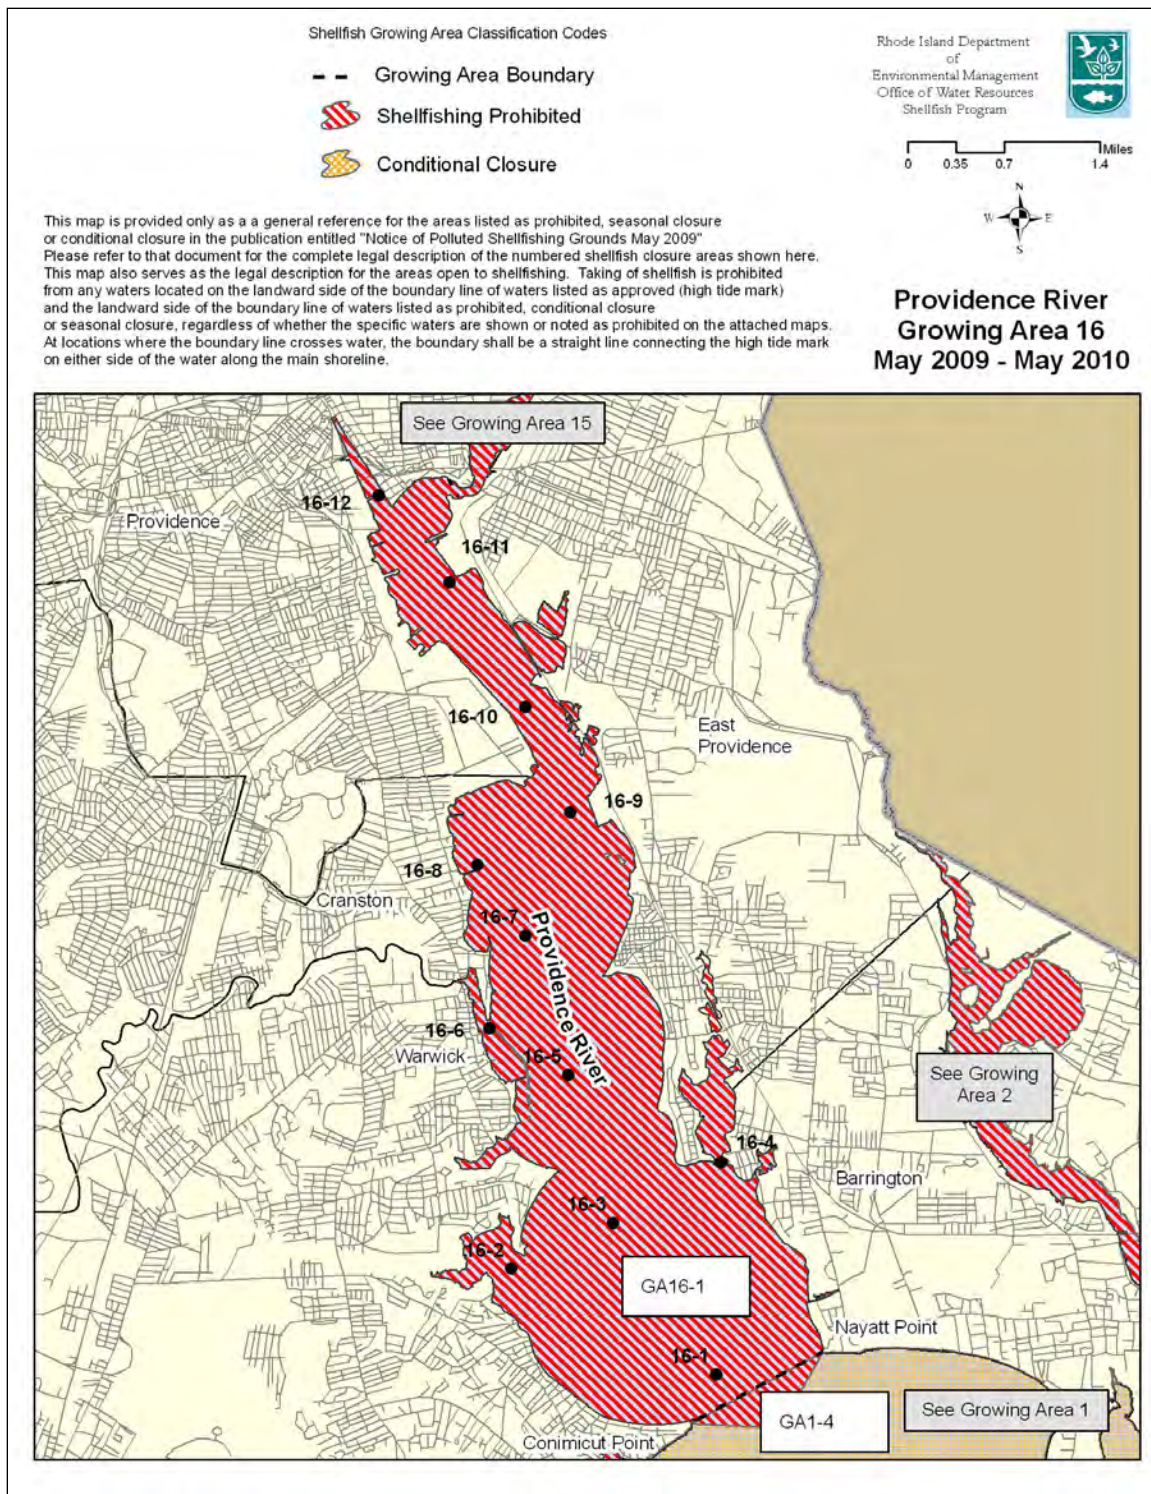 Shellfish Growing Area Classification Codes
Growing Area Boundary
Shellfishing Prohibited
Conditional Closure
Rhode Island Department
of
Environmental Management
Office of Water Resources
Shellfish Program
Miles
0 0.35 0.7 1.4
N
W E
S
This map is provided only as a a general reference for the areas listed as prohibited, seasonal closure
or conditional closure in the publication entitled "Notice of Polluted Shellfishing Grounds May 2009"
Please refer to that document for the complete legal description of the numbered shellfish closure areas shown here.
This map also serves as the legal description for the areas open to shellfishing. Taking of shellfish is prohibited
from any waters located on the landward side of the boundary line of waters listed as approved (high tide mark)
and the landward side of the boundary line of waters listed as prohibited, conditional closure
or seasonal closure, regardless of whether the specific waters are shown or noted as prohibited on the attached maps.
At locations where the boundary line crosses water, the boundary shall be a straight line connecting the high tide mark
on either side of the water along the main shoreline.
Providence River
Growing Area 16
May 2009 - May 2010
See Growing Area 15
16-12
Providence
16-11
16-10
East
Providence
16-9
16-8
Cranston
16-7
Providence River
16-6
Warwick
16-5
See Growing
Area 2
16-4
Barrington
16-3
16-2
GA16-1
Nayatt Point
16-1
GA1-4
See Growing Area 1
Conimicut Point